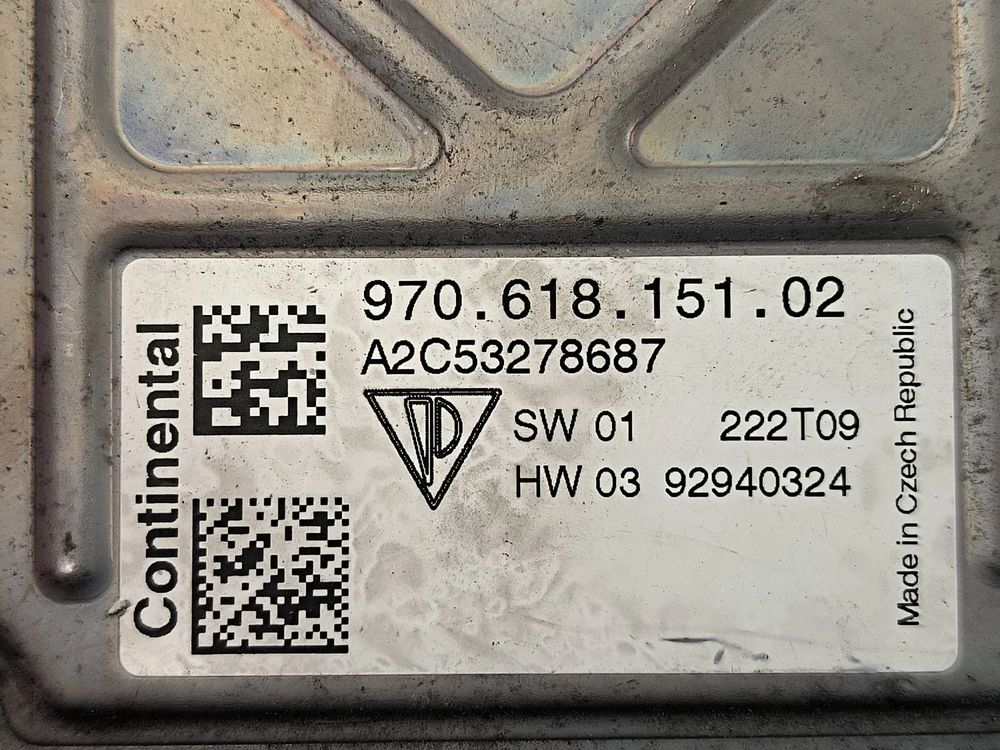 970.618.151.02
A2C53278687
SW 01 222T09
HW 03 92940324
Continental
Made in Czech Republic